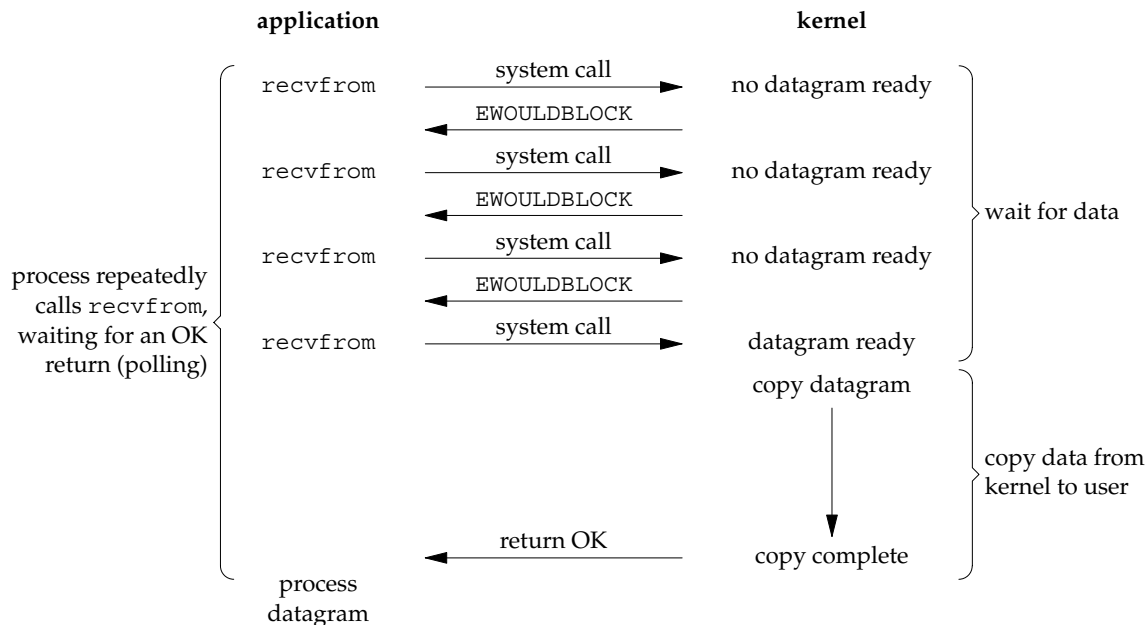 application
kernel
recvfrom
system call
no datagram ready
EWOULDBLOCK
recvfrom
system call
no datagram ready
EWOULDBLOCK
wait for data
recvfrom
system call
no datagram ready
process repeatedly
calls recvfrom,
waiting for an OK
return (polling)
EWOULDBLOCK
recvfrom
system call
datagram ready
copy datagram
copy data from
kernel to user
return OK
copy complete
process
datagram